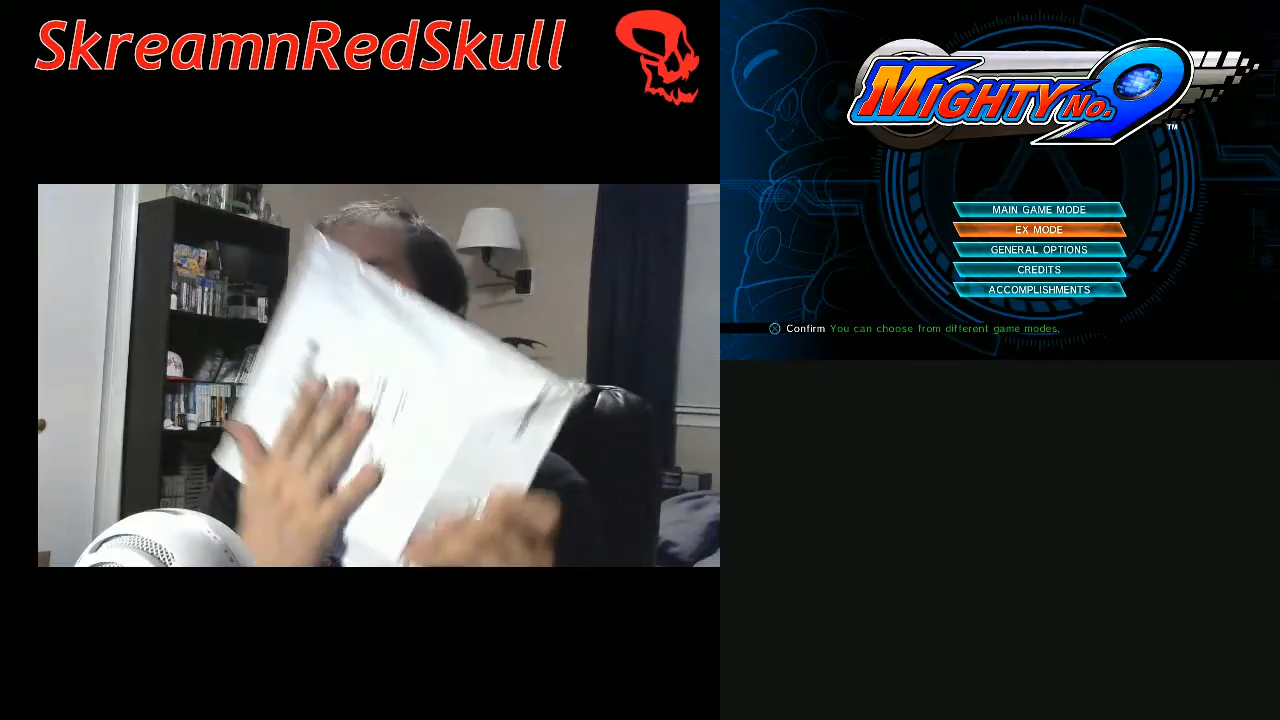 SkreamnRedSkull
MIGHTY No. 9 ™
MAIN GAME MODE
EX MODE
GENERAL OPTIONS
CREDITS
ACCOMPLISHMENTS
Confirm You can choose from different game modes.